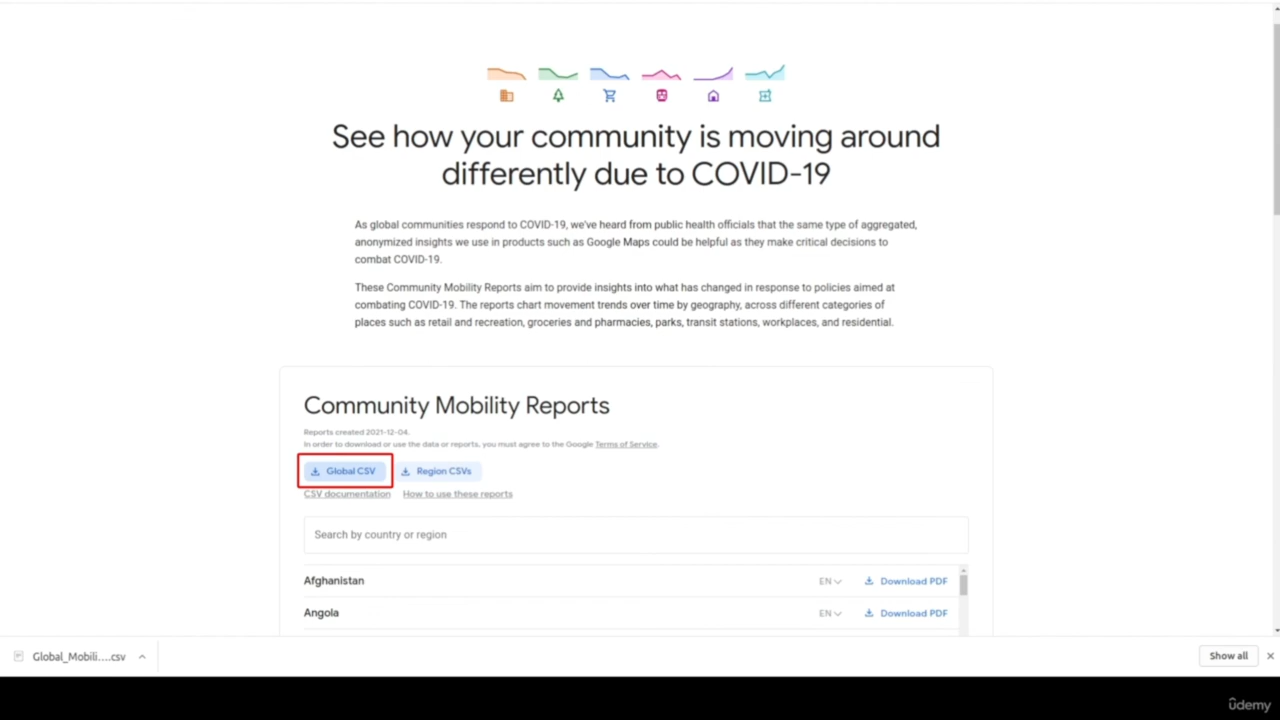 See how your community is moving around
differently due to COVID-19
As global communities respond to COVID-19, we've heard from public health officials that the same type of aggregated,
anonymized insights we use in products such as Google Maps could be helpful as they make critical decisions to
combat COVID-19.
These Community Mobility Reports aim to provide insights into what has changed in response to policies aimed at
combating COVID-19. The reports chart movement trends over time by geography, across different categories of
places such as retail and recreation, groceries and pharmacies, parks, transit stations, workplaces, and residential.
Community Mobility Reports
Reports created 2021-12-04.
In order to download or use the data or reports, you must agree to the Google Terms of Service.
Global CSV Region CSVs
CSV documentation How to use these reports
Search by country or region
Afghanistan EN Download PDF
Angola EN Download PDF
Global_Mobili....csv Show all
ûdemy